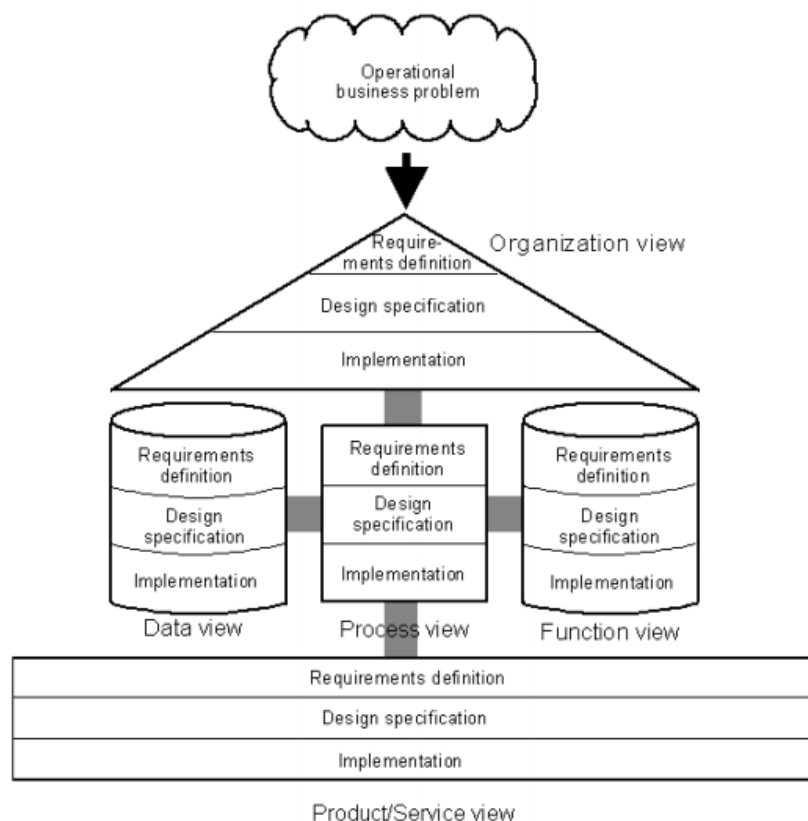 Operational
business problem
Require-
ments definition
Organization view
Design specification
Implementation
Requirements
definition
Design
specification
Implementation
Data view
Requirements
definition
Design
specification
Implementation
Process view
Requirements
definition
Design
specification
Implementation
Function view
Requirements definition
Design specification
Implementation
Product/Service view